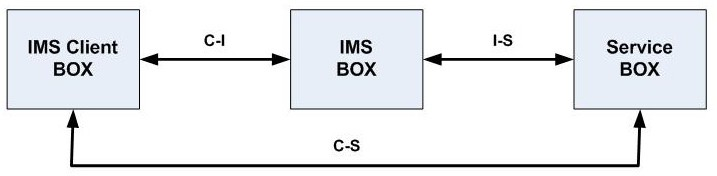 IMS Client
BOX
C-I
IMS
BOX
I-S
Service
BOX
C-S